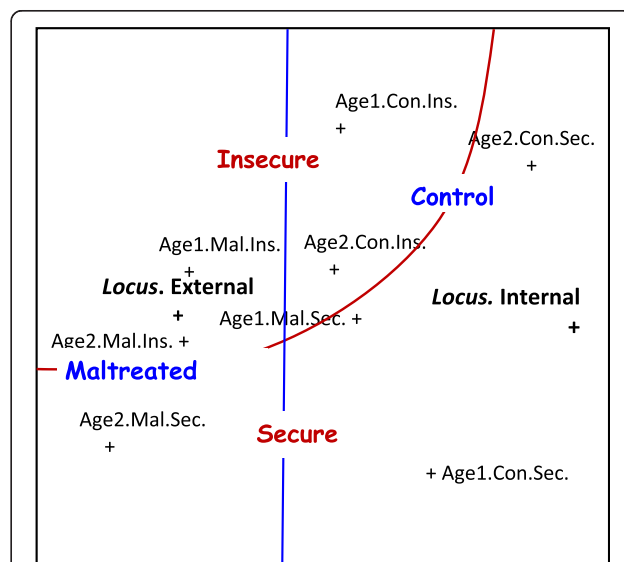 Age1.Con.Ins.
Age2.Con.Sec.
Insecure
Control
Age1.Mal.Ins.
Age2.Con.Ins.
Locus. External
Locus. Internal
Age1.Mal.Sec.
Age2.Mal.Ins.
Maltreated
Age2.Mal.Sec.
Secure
Age1.Con.Sec.